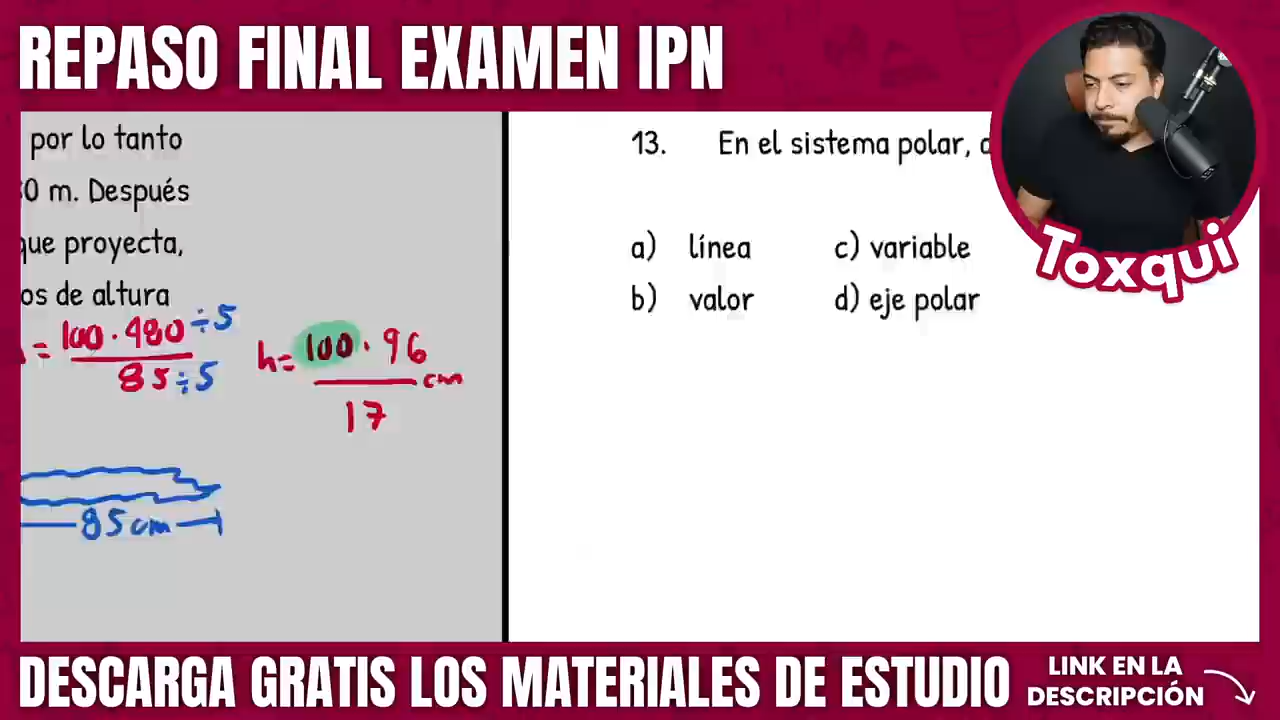 REPASO FINAL EXAMEN IPN
por lo tanto
0 m. Después
que proyecta,
os de altura
= 100 · 480 ÷5
85 ÷5
h= 100 · 96 cm
17
85cm
13. En el sistema polar,
a) línea c) variable
b) valor d) eje polar
Toxqui
DESCARGA GRATIS LOS MATERIALES DE ESTUDIO
LINK EN LA
DESCRIPCIÓN